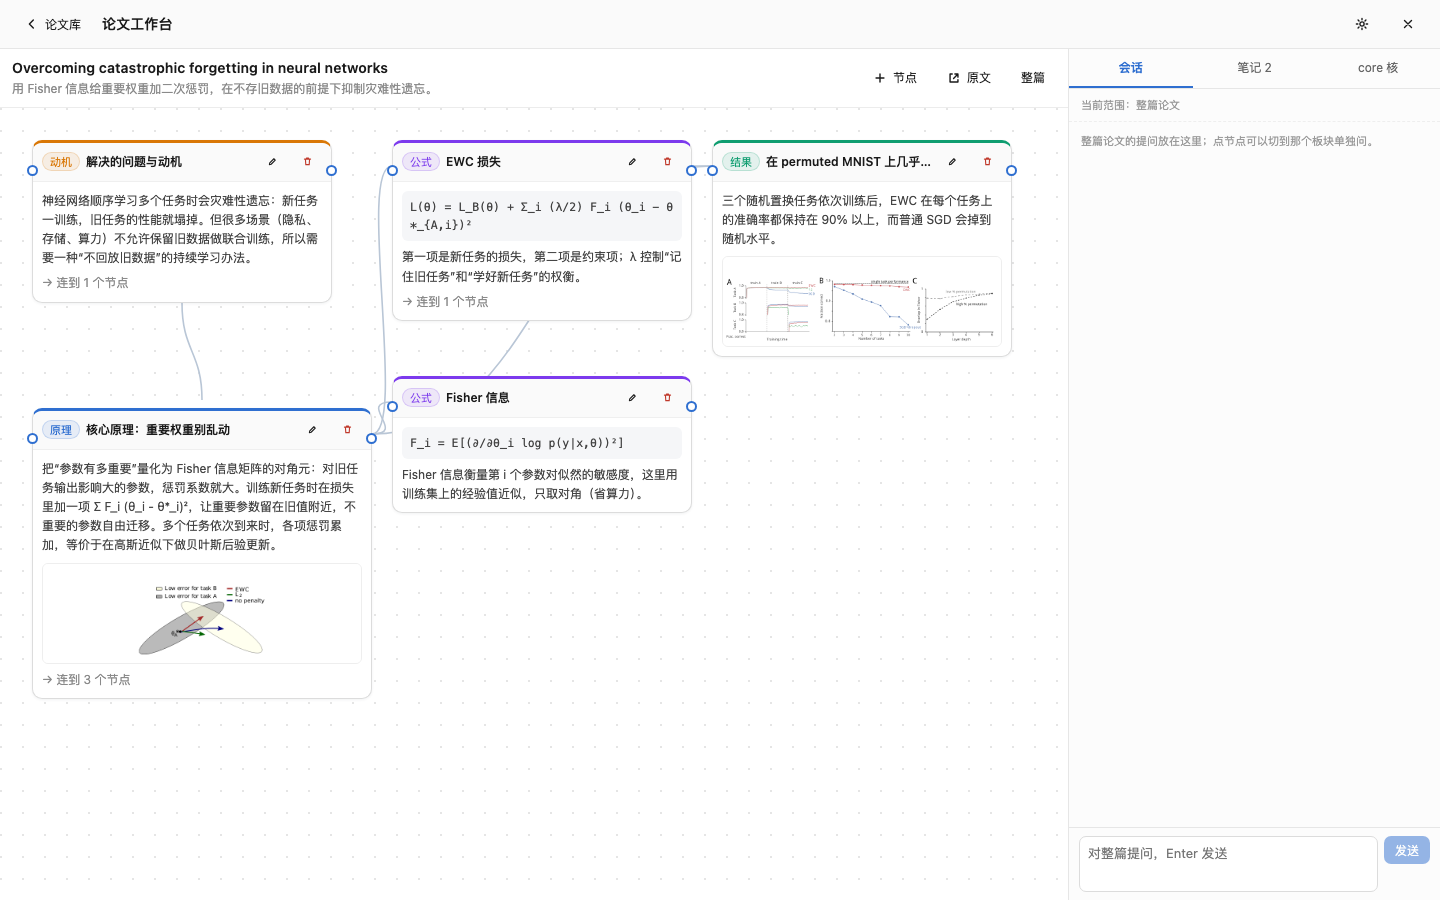 论文库
论文工作台
Overcoming catastrophic forgetting in neural networks
用 Fisher 信息给重要权重加二次惩罚，在不存旧数据的前提下抑制灾难性遗忘。
节点
原文
整篇
会话
笔记 2
core 核
当前范围：整篇论文
整篇论文的提问放在这里；点节点可以切到那个板块单独问。
动机
解决的问题与动机
神经网络顺序学习多个任务时会灾难性遗忘：新任务
一训练，旧任务的性能就塌掉。但很多场景（隐私、
存储、算力）不允许保留旧数据做联合训练，所以需
要一种“不回放旧数据”的持续学习办法。
→ 连到 1 个节点
公式
EWC 损失
L(θ) = L_B(θ) + Σ_i (λ/2) F_i (θ_i − θ
*_{A,i})²
第一项是新任务的损失，第二项是约束项；λ 控制“记
住旧任务”和“学好新任务”的权衡。
→ 连到 1 个节点
结果
在 permuted MNIST 上几乎...
三个随机置换任务依次训练后，EWC 在每个任务上
的准确率都保持在 90% 以上，而普通 SGD 会掉到
随机水平。
A
B
C
Training time
Number of tasks
Layer depth
原理
核心原理：重要权重别乱动
把“参数有多重要”量化为 Fisher 信息矩阵的对角元：对旧任
务输出影响大的参数，惩罚系数就大。训练新任务时在损失
里加一项 Σ F_i (θ_i - θ*_i)²，让重要参数留在旧值附近，不
重要的参数自由迁移。多个任务依次到来时，各项惩罚累
加，等价于在高斯近似下做贝叶斯后验更新。
Low error for task B
Low error for task A
EWC
L₂
no penalty
→ 连到 3 个节点
公式
Fisher 信息
F_i = E[(∂/∂θ_i log p(y|x,θ))²]
Fisher 信息衡量第 i 个参数对似然的敏感度，这里用
训练集上的经验值近似，只取对角（省算力）。
对整篇提问，Enter 发送
发送